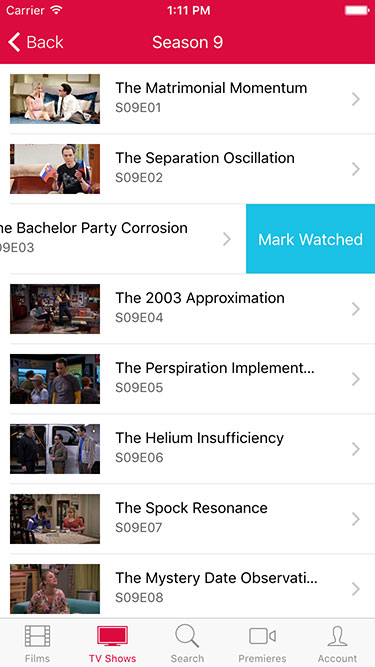 Carrier 1:11 PM
Back Season 9
The Matrimonial Momentum
S09E01
The Separation Oscillation
S09E02
he Bachelor Party Corrosion
09E03
Mark Watched
The 2003 Approximation
S09E04
The Perspiration Implement...
S09E05
The Helium Insufficiency
S09E06
The Spock Resonance
S09E07
The Mystery Date Observati...
S09E08
Films TV Shows Search Premieres Account